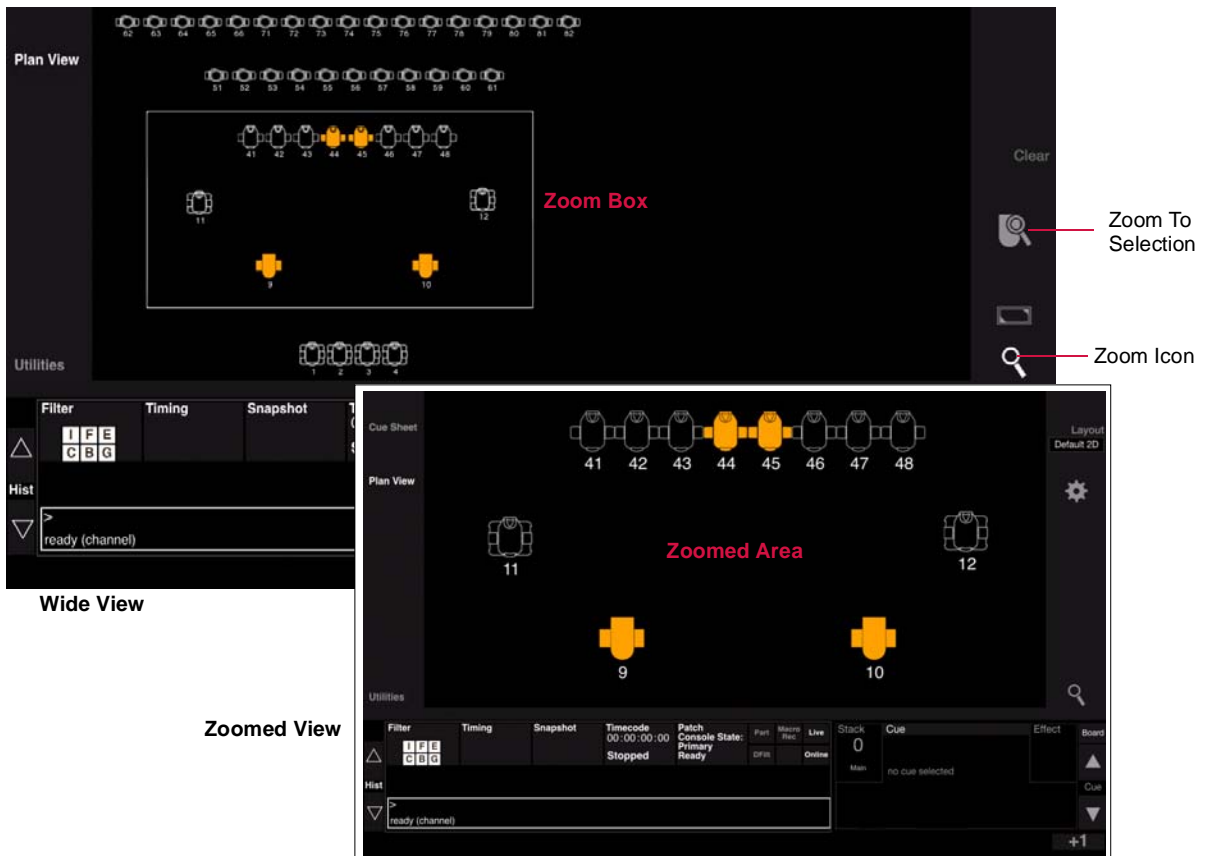 62 63 64 65 66 71 72 73 74 75 76 77 78 79 80 81 82
Plan View
51 52 53 54 55 56 57 58 59 60 61
41 42 43 44 45 46 47 48
Clear
11
Zoom Box
12
Zoom To
Selection
9 10
Zoom Icon
Utilities
1 2 3 4
Filter Timing Snapshot
I F E
C B G
Hist
>
ready (channel)
Wide View
Cue Sheet
Layout
Default 2D
41 42 43 44 45 46 47 48
Plan View
Zoomed Area
11 12
9 10
Utilities
Zoomed View
Filter Timing Snapshot Timecode Patch
00:00:00:00 Console State:
Stopped Primary
Ready
Part Macro Rec Live
DFlt Online
Stack Cue Effect Board
0
Main no cue selected
I F E
C B G
Hist
Cue
>
ready (channel)
+1